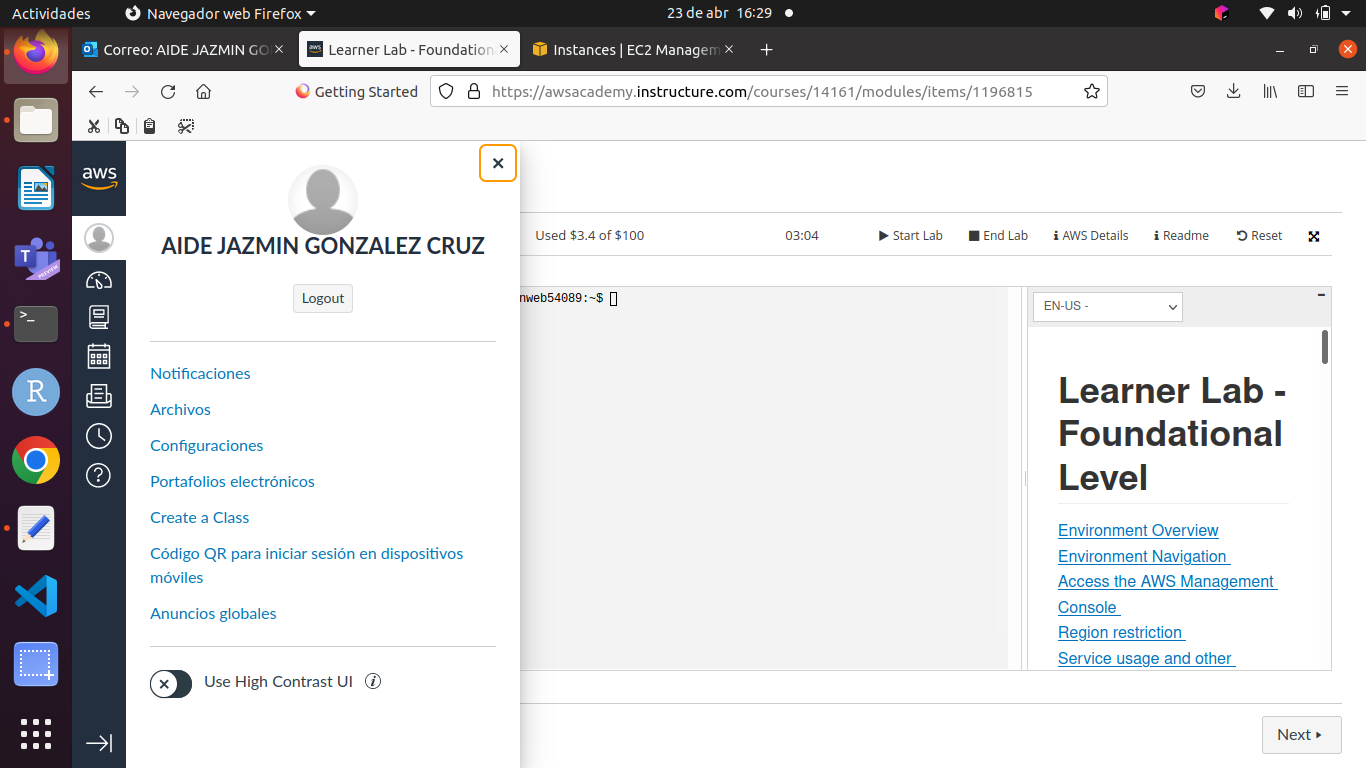 Actividades
Navegador web Firefox
23 de abr 16:29
Correo: AIDE JAZMIN GO
Learner Lab - Foundation
Instances | EC2 Managem
Getting Started
https://awsacademy.instructure.com/courses/14161/modules/items/1196815
aws
AIDE JAZMIN GONZALEZ CRUZ
Logout
Notificaciones
Archivos
Configuraciones
Portafolios electrónicos
Create a Class
Código QR para iniciar sesión en dispositivos
móviles
Anuncios globales
Use High Contrast UI
Used $3.4 of $100
03:04
Start Lab
End Lab
AWS Details
Readme
Reset
nweb54089:~$
EN-US -
Learner Lab -
Foundational
Level
Environment Overview
Environment Navigation
Access the AWS Management
Console
Region restriction
Service usage and other
Next